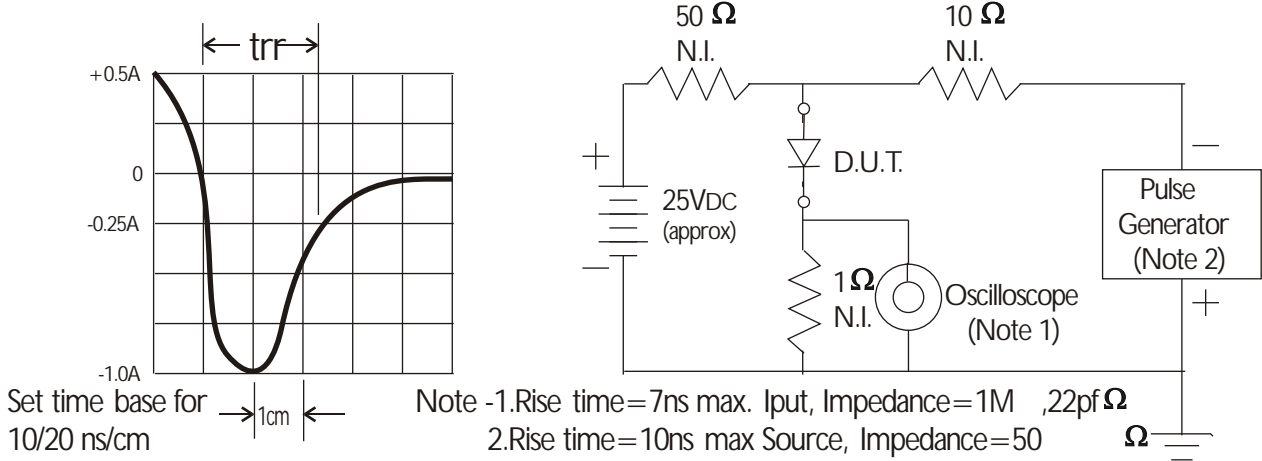 trr
+0.5A
0
-0.25A
-1.0A
1cm
Set time base for
10/20 ns/cm
50 Ω
N.I.
10 Ω
N.I.
+
25VDC
(approx)
−
D.U.T.
1Ω
N.I.
Oscilloscope
(Note 1)
−
Pulse
Generator
(Note 2)
+
Note -1.Rise time=7ns max. Iput, Impedance=1M ,22pf Ω
2.Rise time=10ns max Source, Impedance=50 Ω